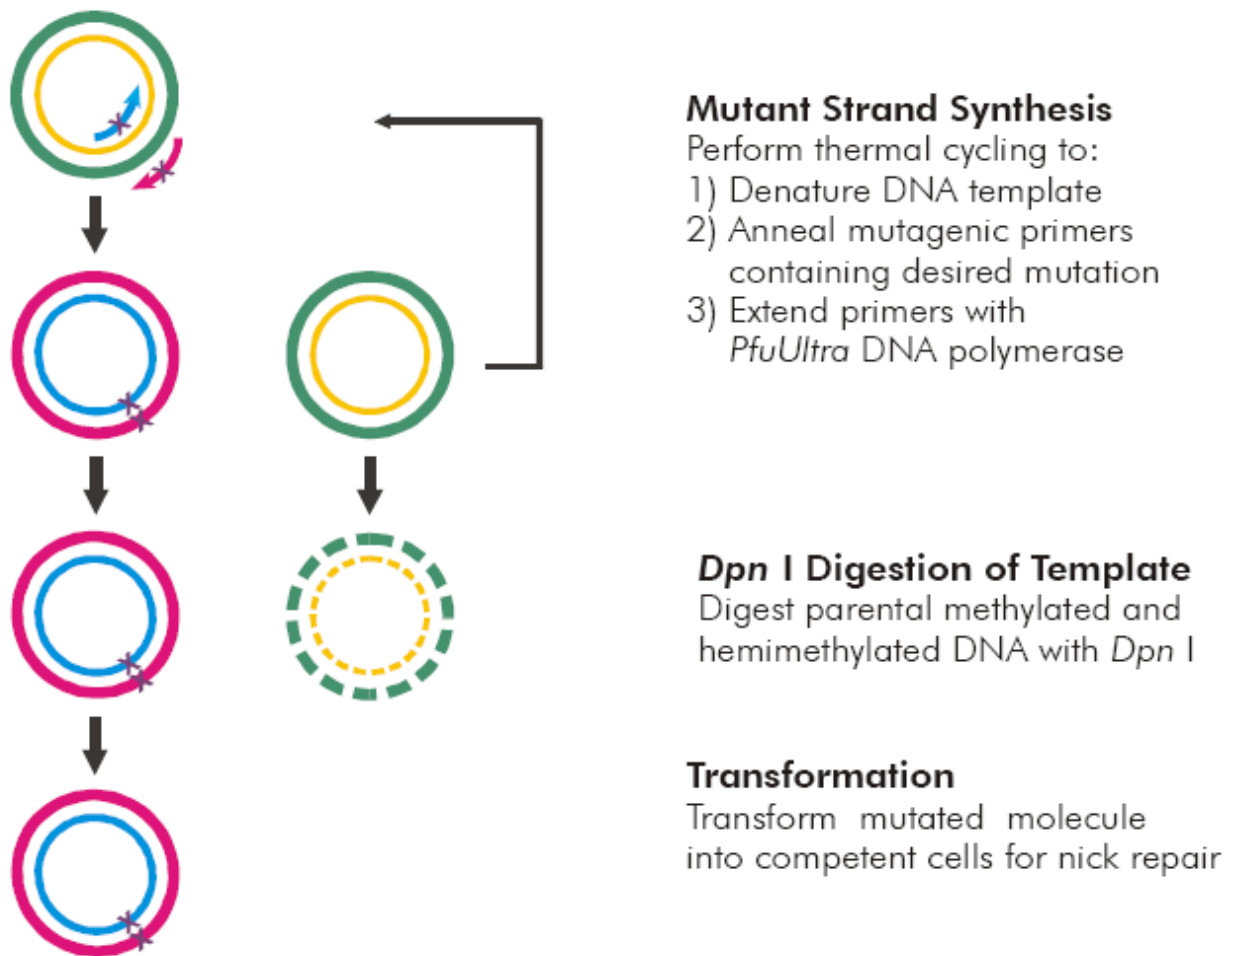 Mutant Strand Synthesis
Perform thermal cycling to:
1) Denature DNA template
2) Anneal mutagenic primers
containing desired mutation
3) Extend primers with
PfuUltra DNA polymerase
Dpn I Digestion of Template
Digest parental methylated and
hemimethylated DNA with Dpn I
Transformation
Transform mutated molecule
into competent cells for nick repair